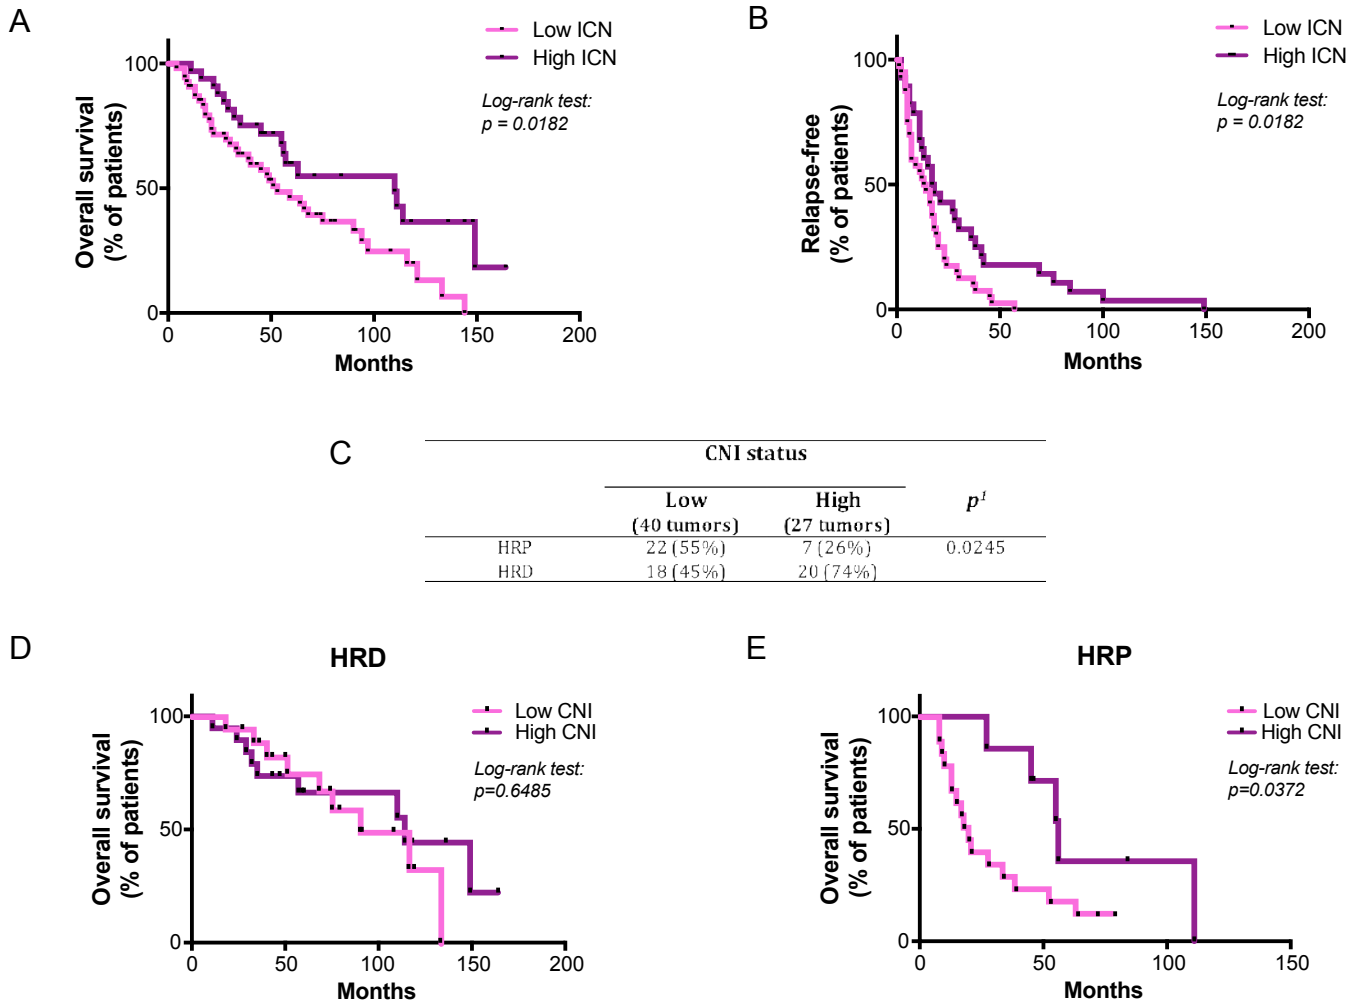 A
Low ICN
High ICN
Log-rank test:
p = 0.0182
Overall survival
(% of patients)
100
50
0
0 50 100 150 200
Months
B
Low ICN
High ICN
Log-rank test:
p = 0.0182
Relapse-free
(% of patients)
100
50
0
0 50 100 150 200
Months
C
CNI status
Low High p1
(40 tumors) (27 tumors)
HRP 22 (55%) 7 (26%) 0.0245
HRD 18 (45%) 20 (74%)
D
HRD
Low CNI
High CNI
Log-rank test:
p=0.6485
Overall survival
(% of patients)
100
50
0
0 50 100 150 200
Months
E
HRP
Low CNI
High CNI
Log-rank test:
p=0.0372
Overall survival
(% of patients)
100
50
0
0 50 100 150
Months